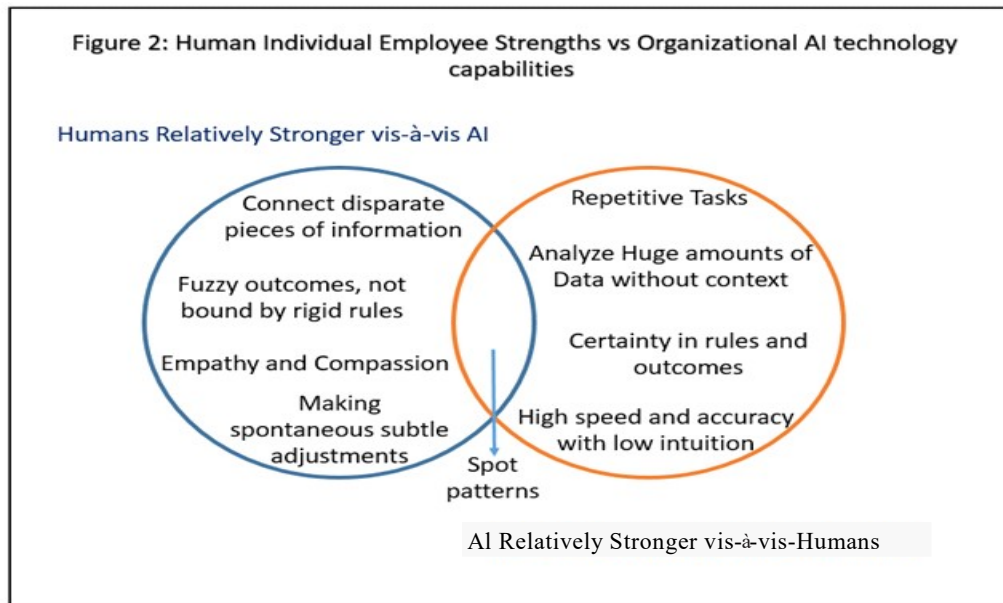 Figure 2: Human Individual Employee Strengths vs Organizational AI technology
capabilities
Humans Relatively Stronger vis-à-vis AI
Connect disparate
pieces of information
Fuzzy outcomes, not
bound by rigid rules
Empathy and Compassion
Making
spontaneous subtle
adjustments
Repetitive Tasks
Analyze Huge amounts of
Data without context
Certainty in rules and
outcomes
High speed and accuracy
with low intuition
Spot
patterns
Al Relatively Stronger vis-à-vis-Humans